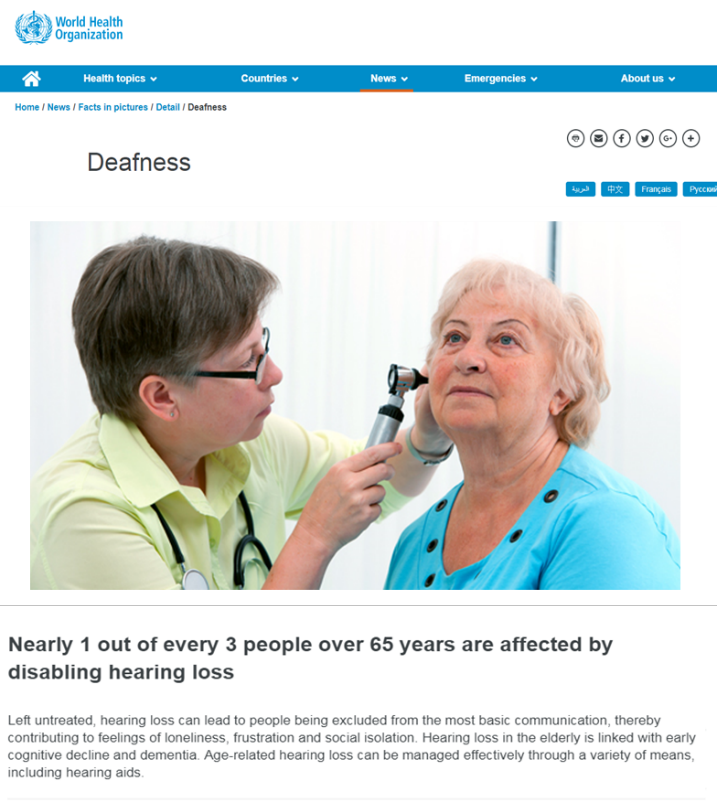 World Health
Organization
Health topics
Countries
News
Emergencies
About us
Home / News / Facts in pictures / Detail / Deafness
G+
Deafness
العربية
中文
Français
Русский
Nearly 1 out of every 3 people over 65 years are affected by
disabling hearing loss
Left untreated, hearing loss can lead to people being excluded from the most basic communication, thereby
contributing to feelings of loneliness, frustration and social isolation. Hearing loss in the elderly is linked with early
cognitive decline and dementia. Age-related hearing loss can be managed effectively through a variety of means,
including hearing aids.